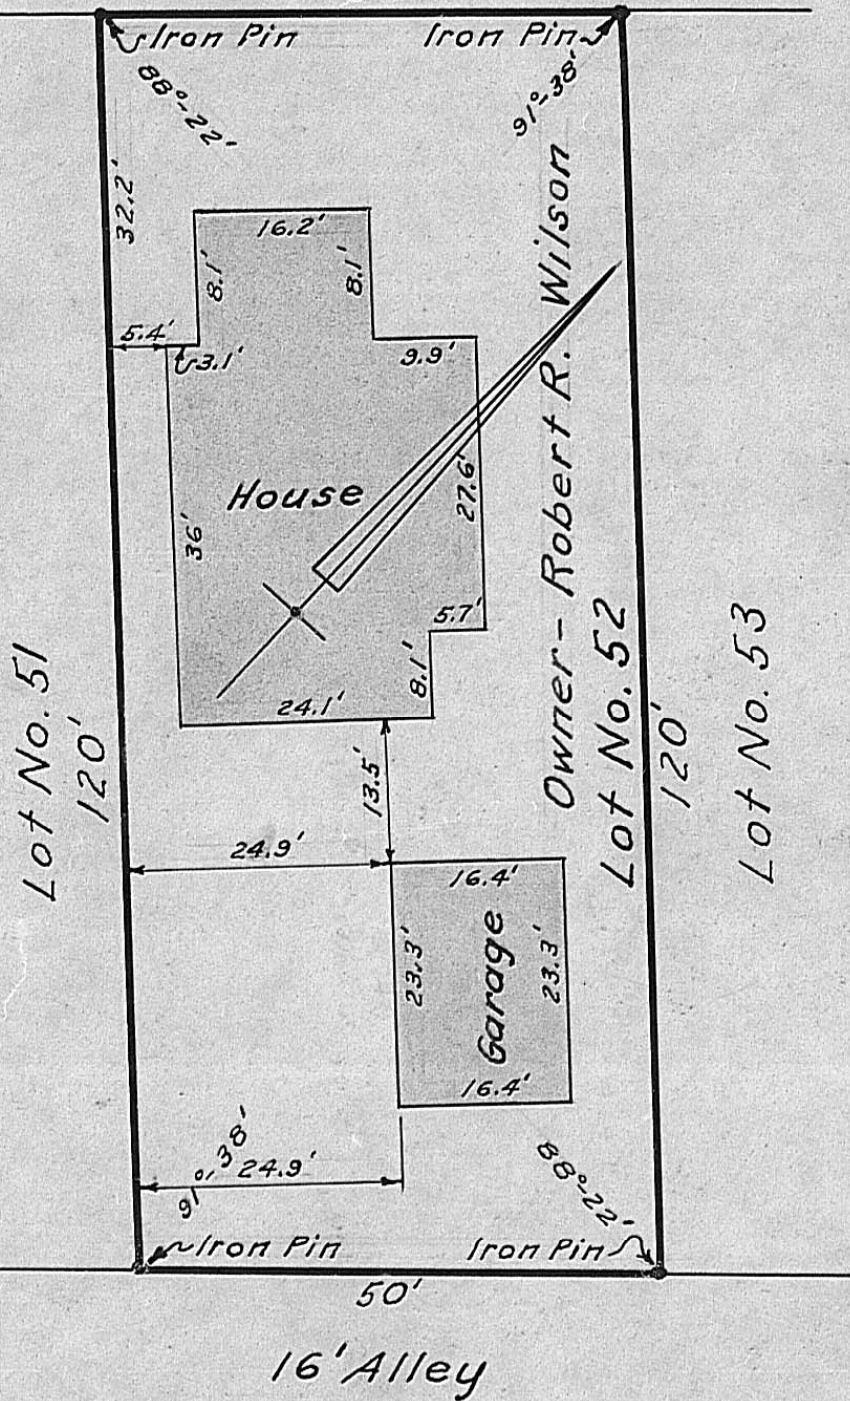 Iron Pin
Iron Pin
88°-22'
91°-38'
32.2'
16.2'
8.1'
8.1'
5.4'
3.1'
9.9'
House
36'
27.6'
5.7'
8.1'
24.1'
13.5'
Owner- Robert R. Wilson
Lot No. 51
120'
Lot No. 52
120'
Lot No. 53
24.9'
16.4'
23.3'
Garage
23.3'
16.4'
91°, 38'
24.9'
88°-22'
Iron Pin
Iron Pin
50'
16' Alley